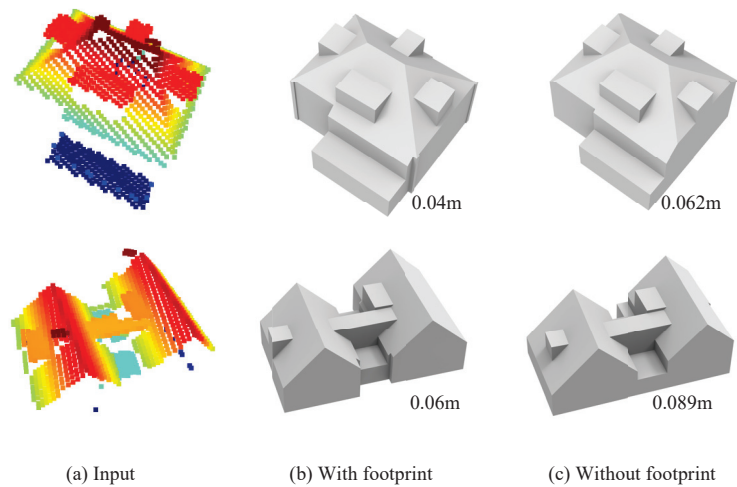 0.04m
0.062m
0.06m
0.089m
(a) Input
(b) With footprint
(c) Without footprint